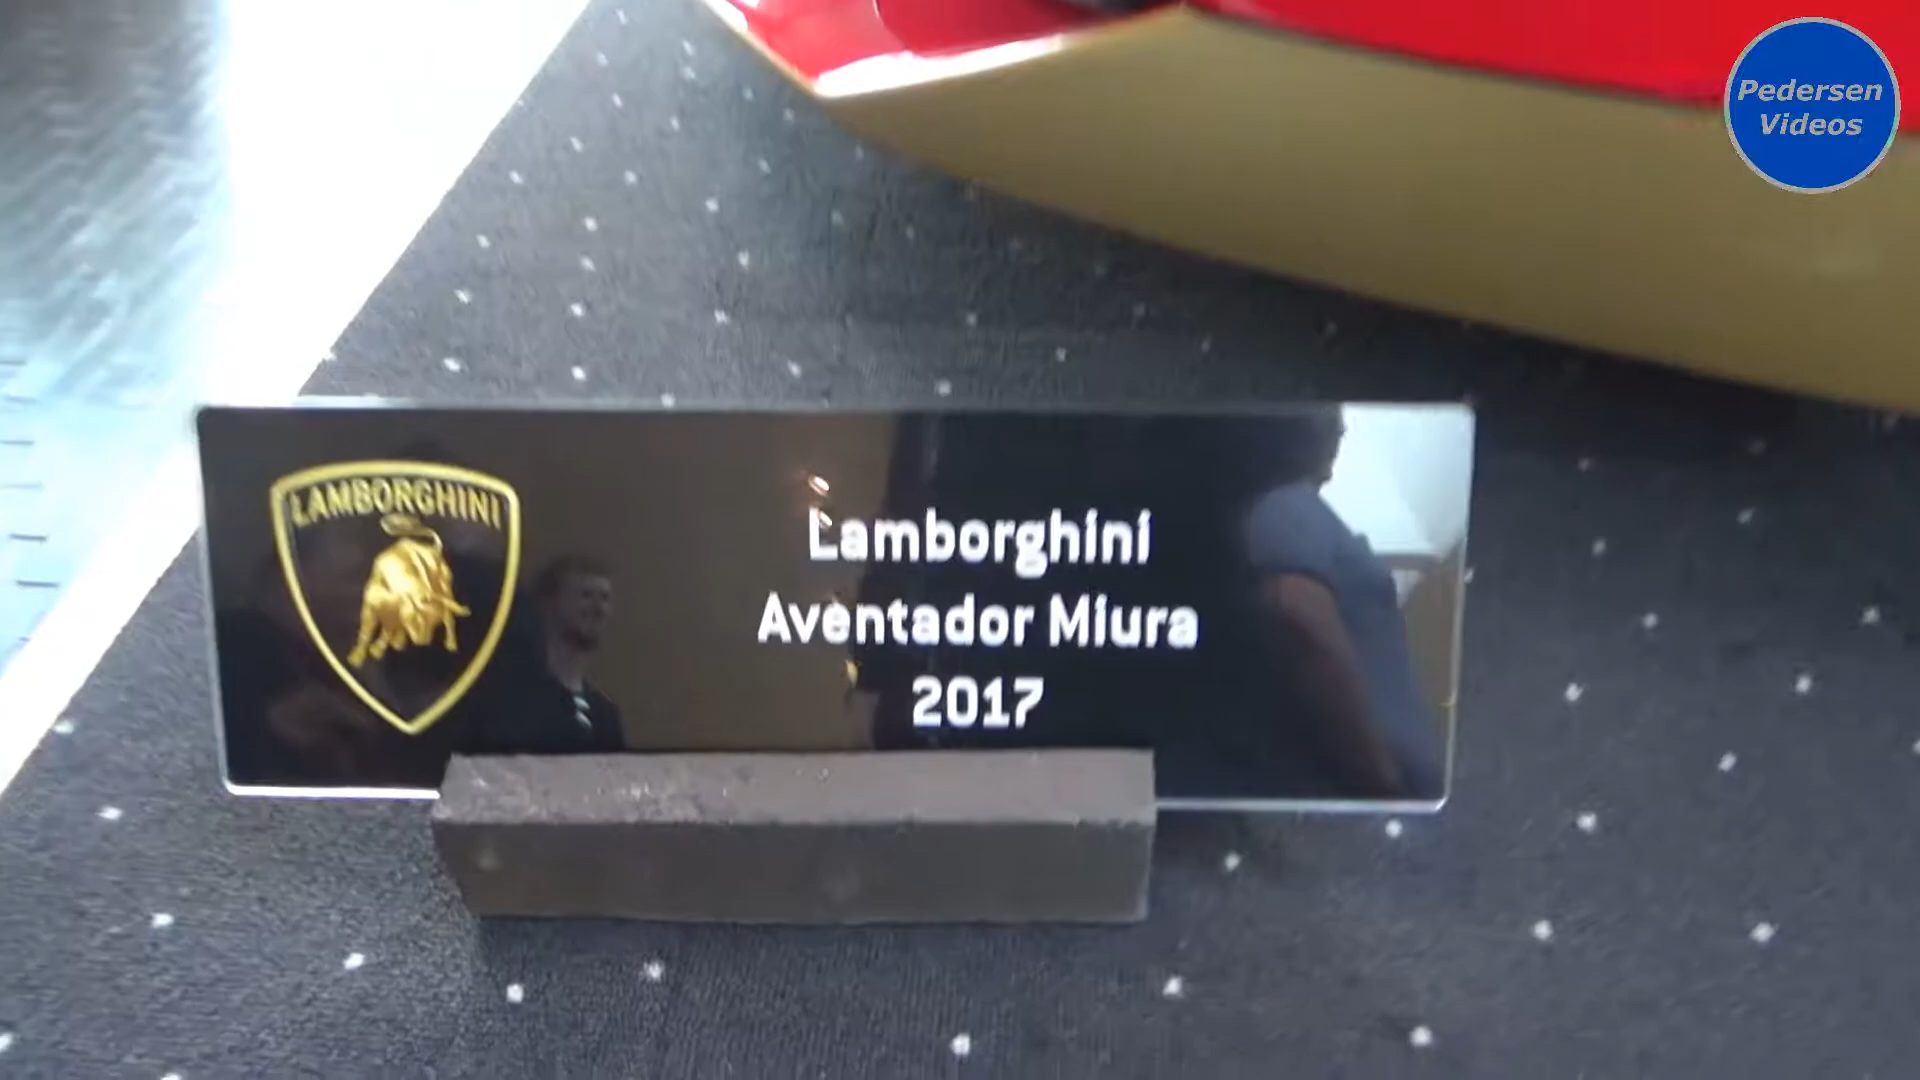 Pedersen
Videos
LAMBORGHINI
Lamborghini
Aventador Miura
2017